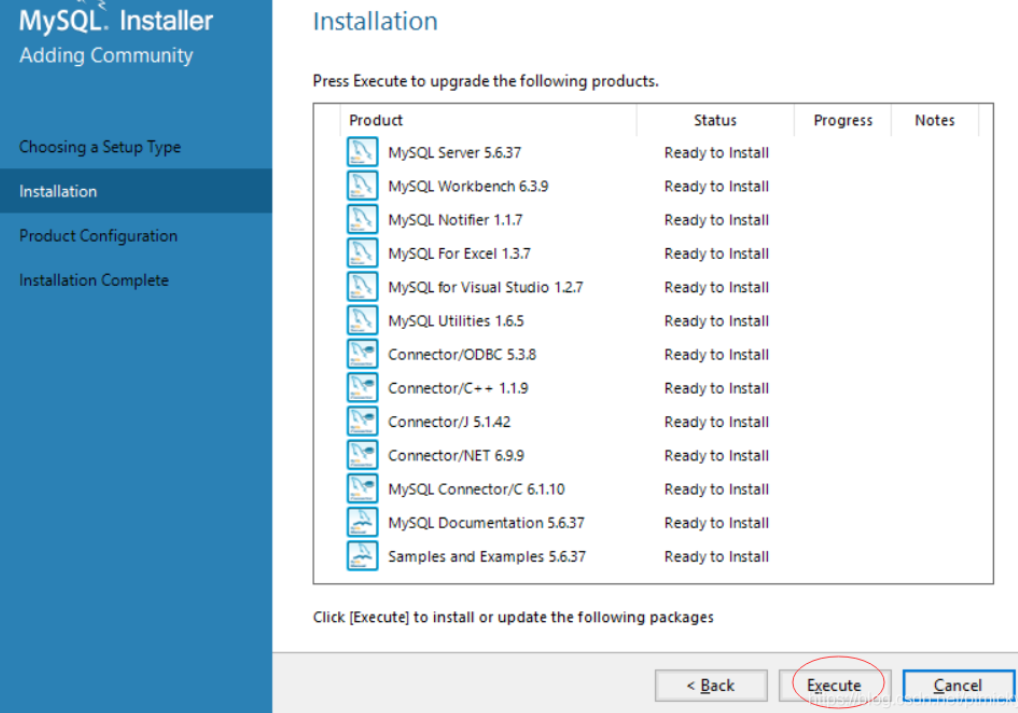 MySQL. Installer
Adding Community
Choosing a Setup Type
Installation
Product Configuration
Installation Complete
Installation
Press Execute to upgrade the following products.
Product Status Progress Notes
MySQL Server 5.6.37 Ready to Install
MySQL Workbench 6.3.9 Ready to Install
MySQL Notifier 1.1.7 Ready to Install
MySQL For Excel 1.3.7 Ready to Install
MySQL for Visual Studio 1.2.7 Ready to Install
MySQL Utilities 1.6.5 Ready to Install
Connector/ODBC 5.3.8 Ready to Install
Connector/C++ 1.1.9 Ready to Install
Connector/J 5.1.42 Ready to Install
Connector/NET 6.9.9 Ready to Install
MySQL Connector/C 6.1.10 Ready to Install
MySQL Documentation 5.6.37 Ready to Install
Samples and Examples 5.6.37 Ready to Install
Click [Execute] to install or update the following packages
< Back Execute Cancel